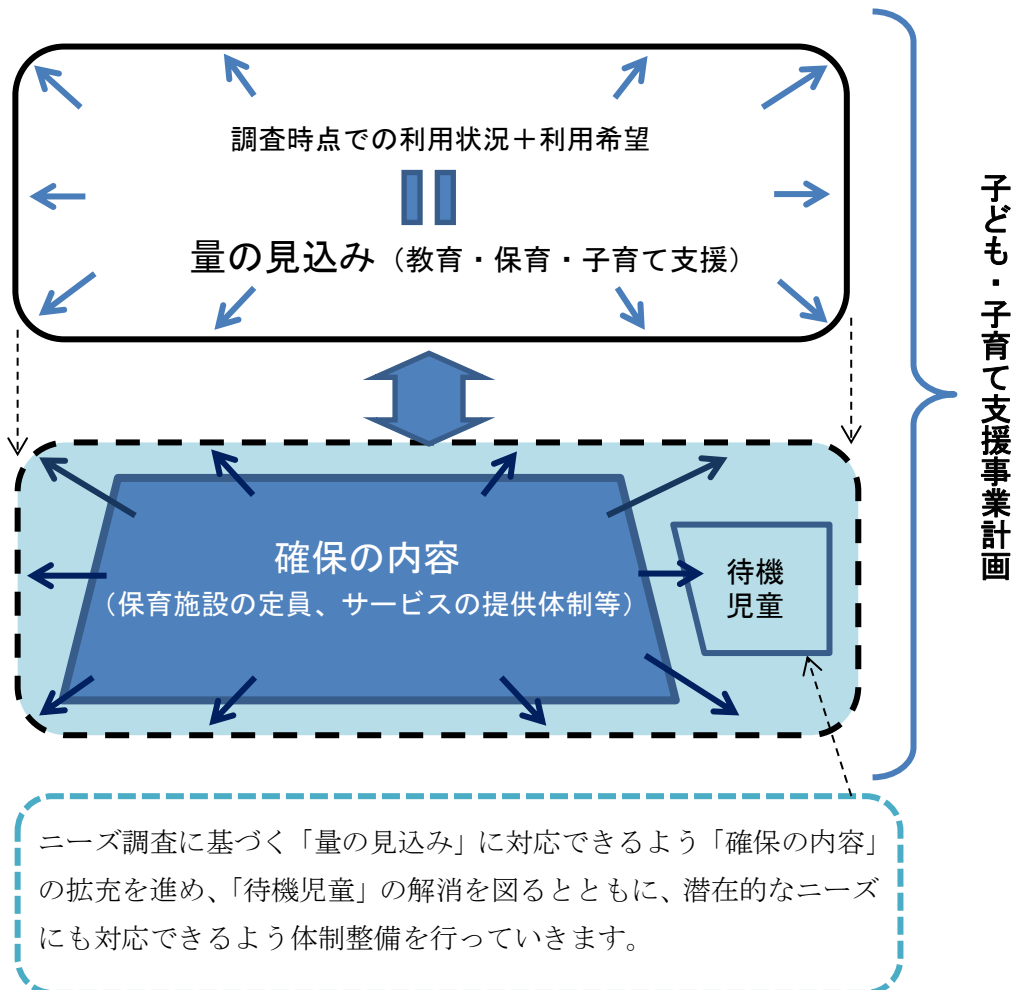 調査時点での利用状況＋利用希望
量の見込み（教育・保育・子育て支援）
確保の内容
（保育施設の定員、サービスの提供体制等）
待機
児童
子ども・子育て支援事業計画
ニーズ調査に基づく「量の見込み」に対応できるよう「確保の内容」
の拡充を進め、「待機児童」の解消を図るとともに、潜在的なニーズ
にも対応できるよう体制整備を行っていきます。